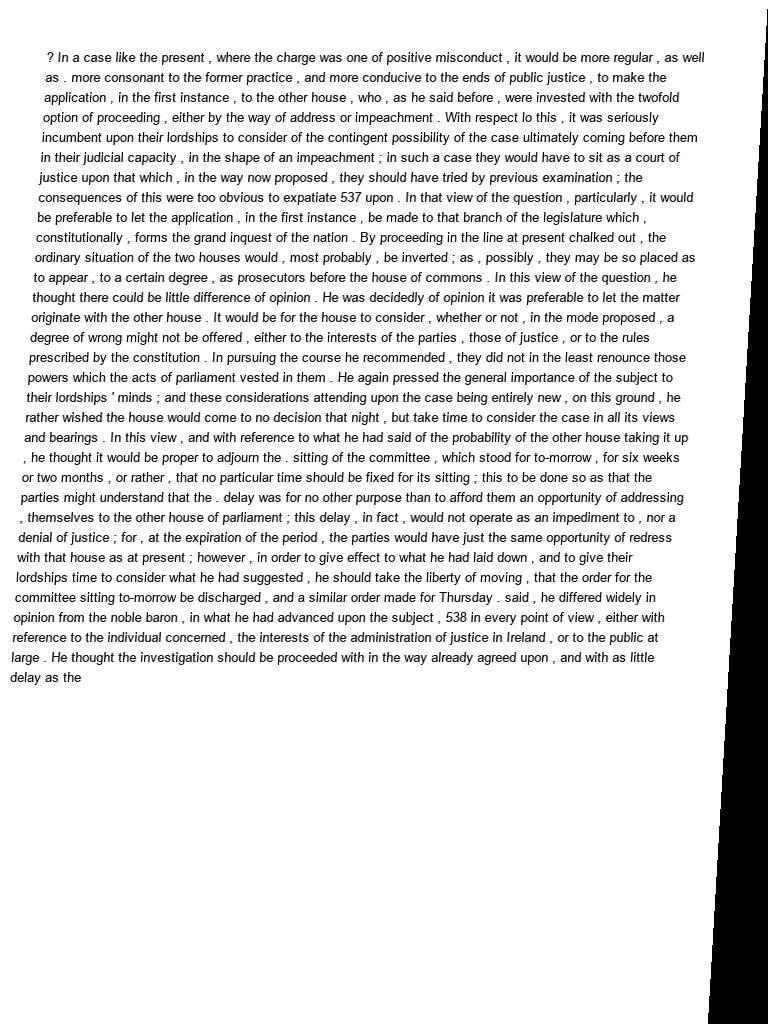 ? In a case like the present , where the charge was one of positive misconduct , it would be more regular , as well
as . more consonant to the former practice , and more conducive to the ends of public justice , to make the
application , in the first instance , to the other house , who , as he said before , were invested with the twofold
option of proceeding , either by the way of address or impeachment . With respect lo this , it was seriously
incumbent upon their lordships to consider of the contingent possibility of the case ultimately coming before them
in their judicial capacity , in the shape of an impeachment ; in such a case they would have to sit as a court of
justice upon that which , in the way now proposed , they should have tried by previous examination ; the
consequences of this were too obvious to expatiate 537 upon . In that view of the question , particularly , it would
be preferable to let the application , in the first instance , be made to that branch of the legislature which ,
constitutionally , forms the grand inquest of the nation . By proceeding in the line at present chalked out , the
ordinary situation of the two houses would , most probably , be inverted ; as , possibly , they may be so placed as
to appear , to a certain degree , as prosecutors before the house of commons . In this view of the question , he
thought there could be little difference of opinion . He was decidedly of opinion it was preferable to let the matter
originate with the other house . It would be for the house to consider , whether or not , in the mode proposed , a
degree of wrong might not be offered , either to the interests of the parties , those of justice , or to the rules
prescribed by the constitution . In pursuing the course he recommended , they did not in the least renounce those
powers which the acts of parliament vested in them . He again pressed the general importance of the subject to
their lordships ' minds ; and these considerations attending upon the case being entirely new , on this ground , he
rather wished the house would come to no decision that night , but take time to consider the case in all its views
and bearings . In this view , and with reference to what he had said of the probability of the other house taking it up
, he thought it would be proper to adjourn the . sitting of the committee , which stood for to-morrow , for six weeks
or two months , or rather , that no particular time should be fixed for its sitting ; this to be done so as that the
parties might understand that the . delay was for no other purpose than to afford them an opportunity of addressing
, themselves to the other house of parliament ; this delay , in fact , would not operate as an impediment to , nor a
denial of justice ; for , at the expiration of the period , the parties would have just the same opportunity of redress
with that house as at present ; however , in order to give effect to what he had laid down , and to give their
lordships time to consider what he had suggested , he should take the liberty of moving , that the order for the
committee sitting to-morrow be discharged , and a similar order made for Thursday . said , he differed widely in
opinion from the noble baron , in what he had advanced upon the subject , 538 in every point of view , either with
reference to the individual concerned , the interests of the administration of justice in Ireland , or to the public at
large . He thought the investigation should be proceeded with in the way already agreed upon , and with as little
delay as the